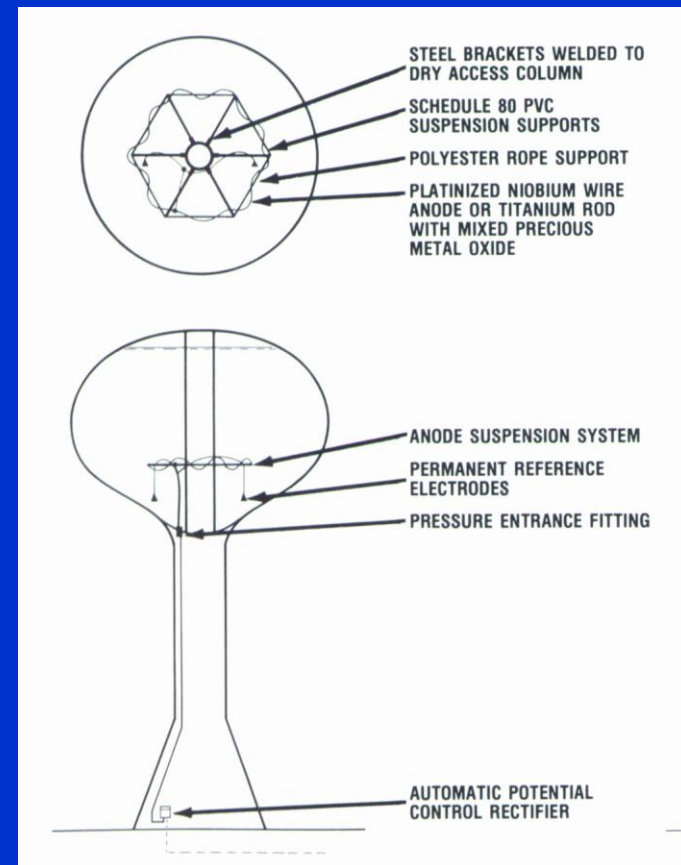 STEEL BRACKETS WELDED TO
DRY ACCESS COLUMN
SCHEDULE 80 PVC
SUSPENSION SUPPORTS
POLYESTER ROPE SUPPORT
PLATINIZED NIOBIUM WIRE
ANODE OR TITANIUM ROD
WITH MIXED PRECIOUS
METAL OXIDE
ANODE SUSPENSION SYSTEM
PERMANENT REFERENCE
ELECTRODES
PRESSURE ENTRANCE FITTING
AUTOMATIC POTENTIAL
CONTROL RECTIFIER